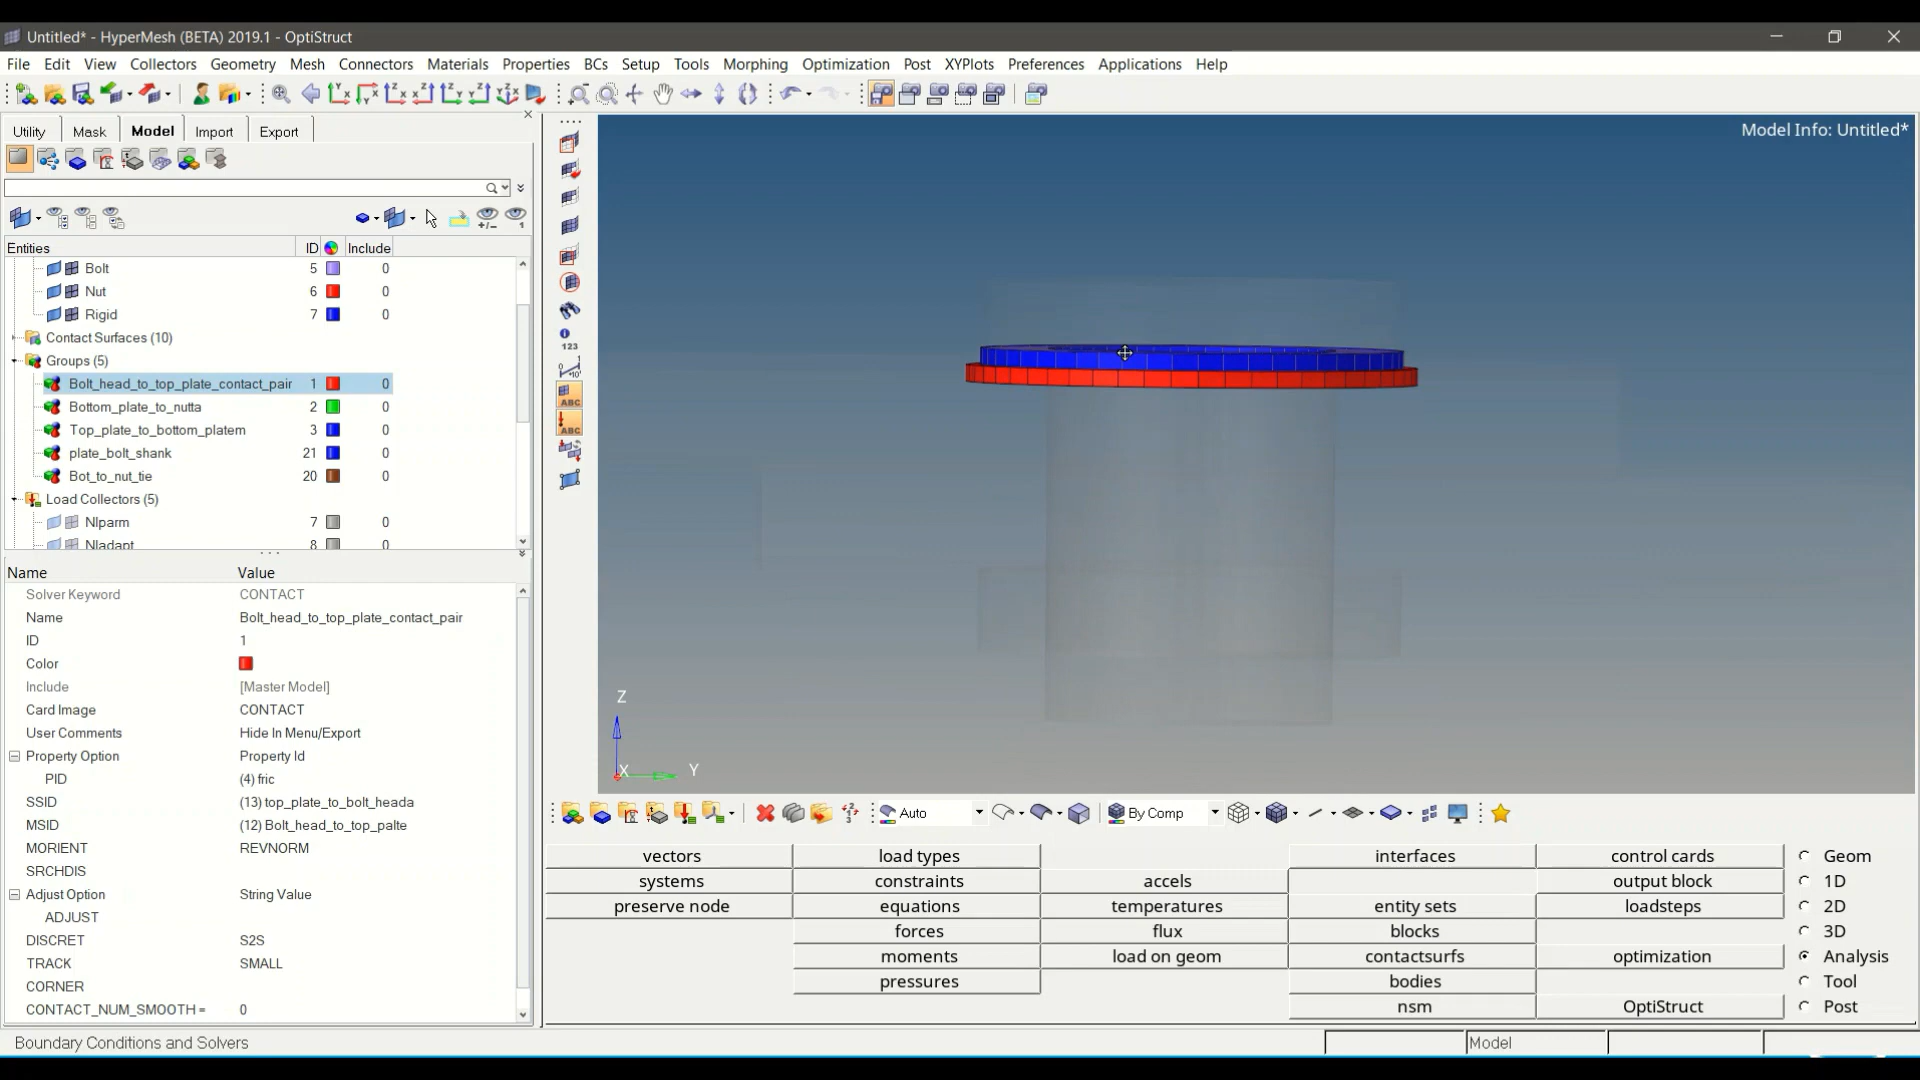 Untitled* - HyperMesh (BETA) 2019.1 - OptiStruct
File Edit View Collectors Geometry Mesh Connectors Materials Properties BCs Setup Tools Morphing Optimization Post XYPlots Preferences Applications Help
Utility Mask Model Import Export
Model Info: Untitled*
Entities ID Include
Bolt 5 0
Nut 6 0
Rigid 7 0
Contact Surfaces (10)
Groups (5)
Bolt_head_to_top_plate_contact_pair 1 0
Bottom_plate_to_nutta 2 0
Top_plate_to_bottom_platem 3 0
plate_bolt_shank 21 0
Bot_to_nut_tie 20 0
Load Collectors (5)
Nlparm 7 0
Nladapt 8 0
Name Value
Solver Keyword CONTACT
Name Bolt_head_to_top_plate_contact_pair
ID 1
Color
Include [Master Model]
Card Image CONTACT
User Comments Hide In Menu/Export
Property Option Property Id
PID (4) fric
SSID (13) top_plate_to_bolt_heada
MSID (12) Bolt_head_to_top_palte
MORIENT REVNORM
SRCHDIS
Adjust Option String Value
ADJUST
DISCRET S2S
TRACK SMALL
CORNER
CONTACT_NUM_SMOOTH = 0
123
ABC
ABC
Z
X Y
Auto By Comp
vectors load types interfaces control cards Geom
systems constraints accels output block 1D
preserve node equations temperatures entity sets loadsteps 2D
forces flux blocks 3D
moments load on geom contactsurfs optimization Analysis
pressures bodies Tool
nsm OptiStruct Post
Boundary Conditions and Solvers Model